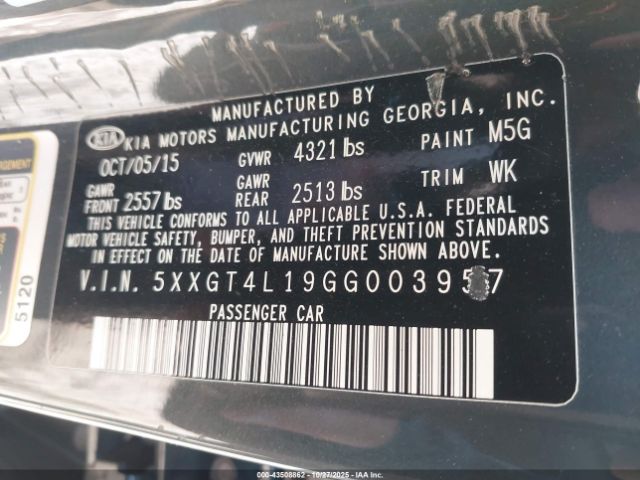 MANUFACTURED BY
KIA KIA MOTORS MANUFACTURING GEORGIA, INC.
OCT/05/15 GVWR 4321 lbs PAINT M5G
GAWR FRONT 2557 lbs GAWR REAR 2513 lbs TRIM WK
THIS VEHICLE CONFORMS TO ALL APPLICABLE U.S.A. FEDERAL
MOTOR VEHICLE SAFETY, BUMPER, AND THEFT PREVENTION STANDARDS
IN EFFECT ON THE DATE OF MANUFACTURE SHOWN ABOVE.
V.I.N. 5XXGT4L19GG003957
PASSENGER CAR
5120
000-43508862 - 10/27/2025 - IAA Inc.